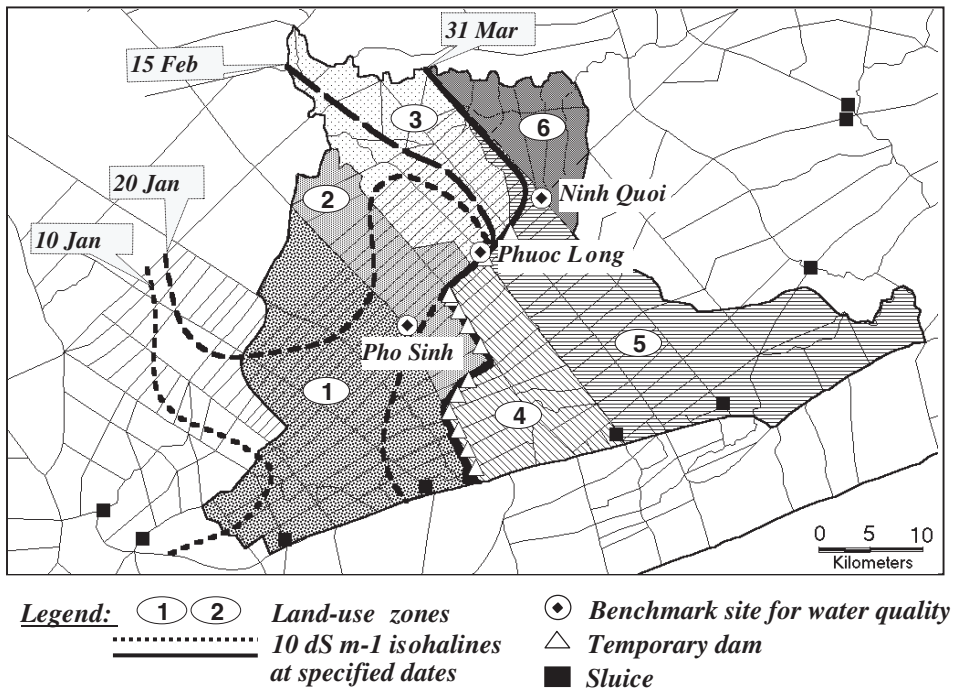 31 Mar
15 Feb
3
6
20 Jan
2
Ninh Quoi
10 Jan
Phuoc Long
Pho Sinh
5
1
4
0 5 10
Kilometers
Legend: 1 2 Land-use zones
10 dS m-1 isohalines
at specified dates
Benchmark site for water quality
Temporary dam
Sluice